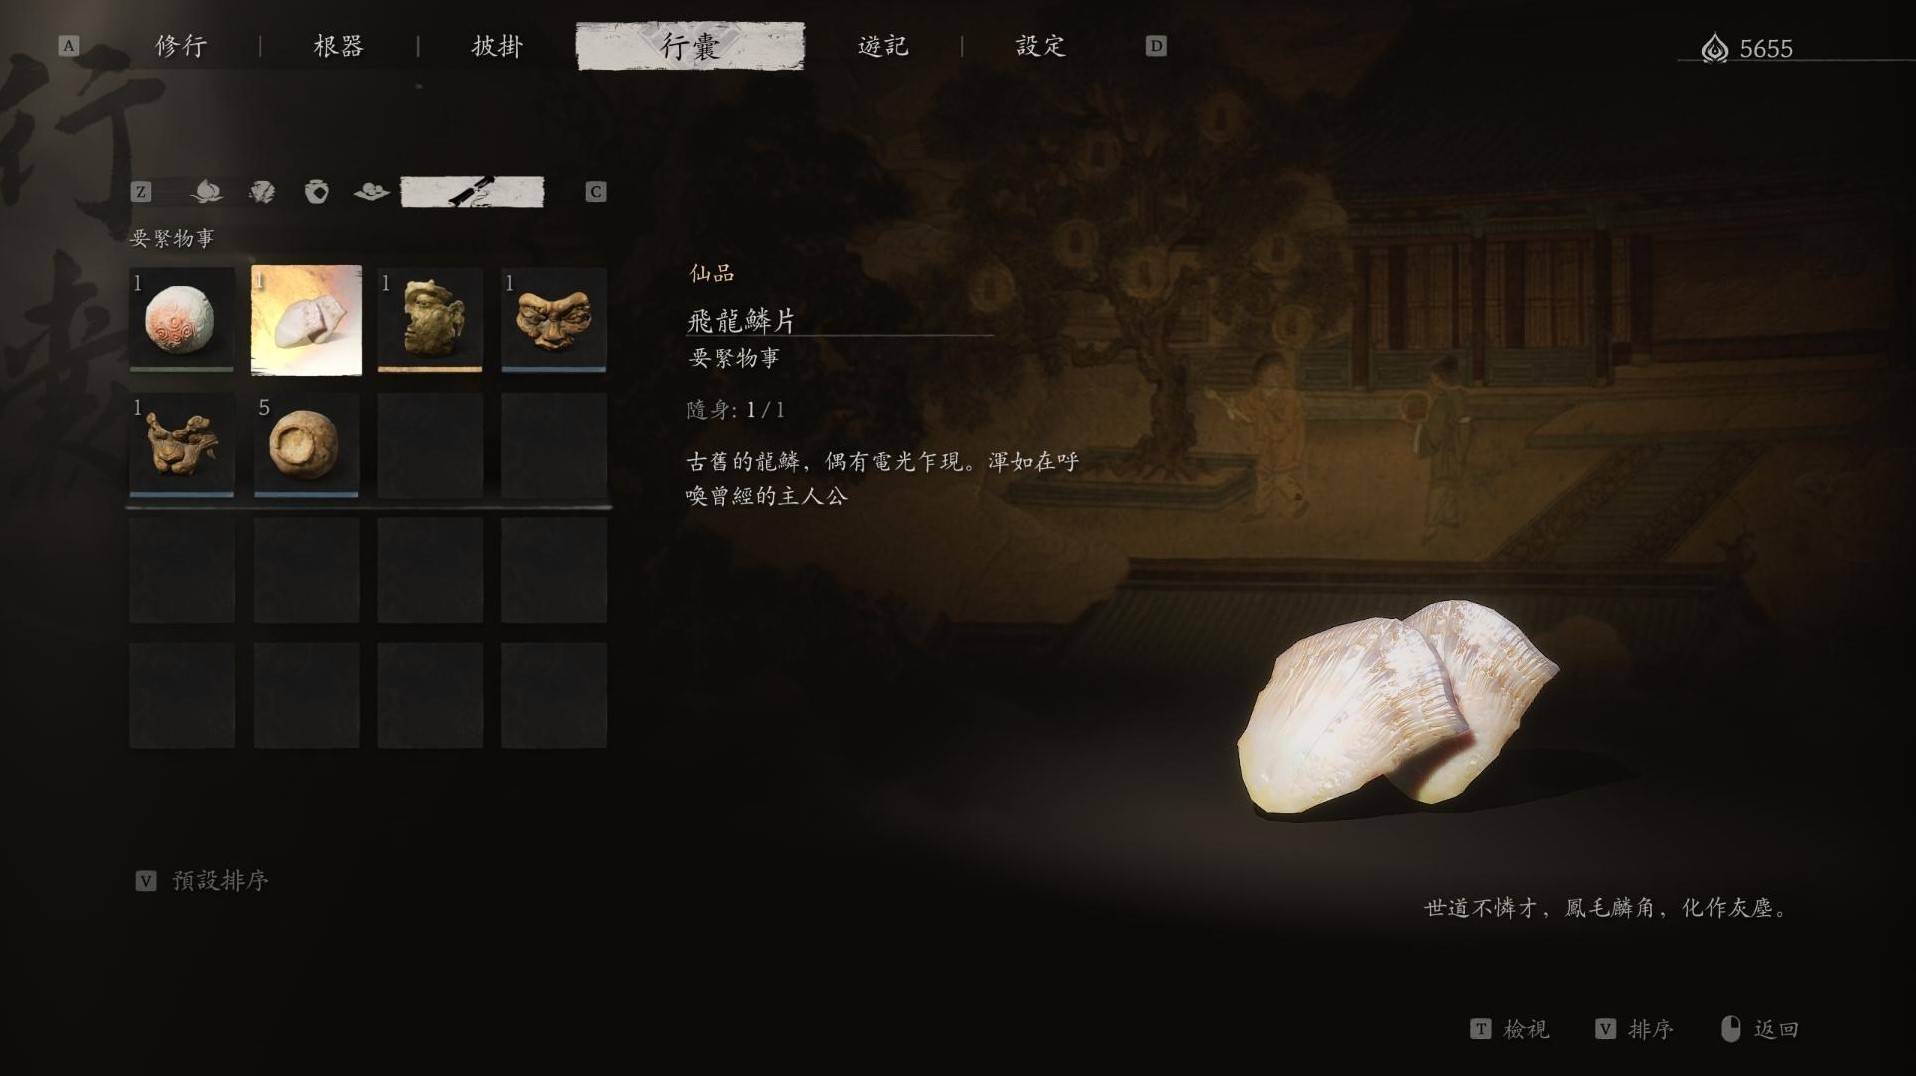 A 修行 根器 披掛 行囊 遊記 設定 D 5655
行囊
Z C
要緊物事
1 1 1 1
1 5
仙品
飛龍鱗片
要緊物事
隨身: 1/1
古舊的龍鱗，偶有電光乍現。渾如在呼
喚曾經的主人公
V 預設排序
世道不憐才，鳳毛麟角，化作灰塵。
T 檢視 V 排序 返回